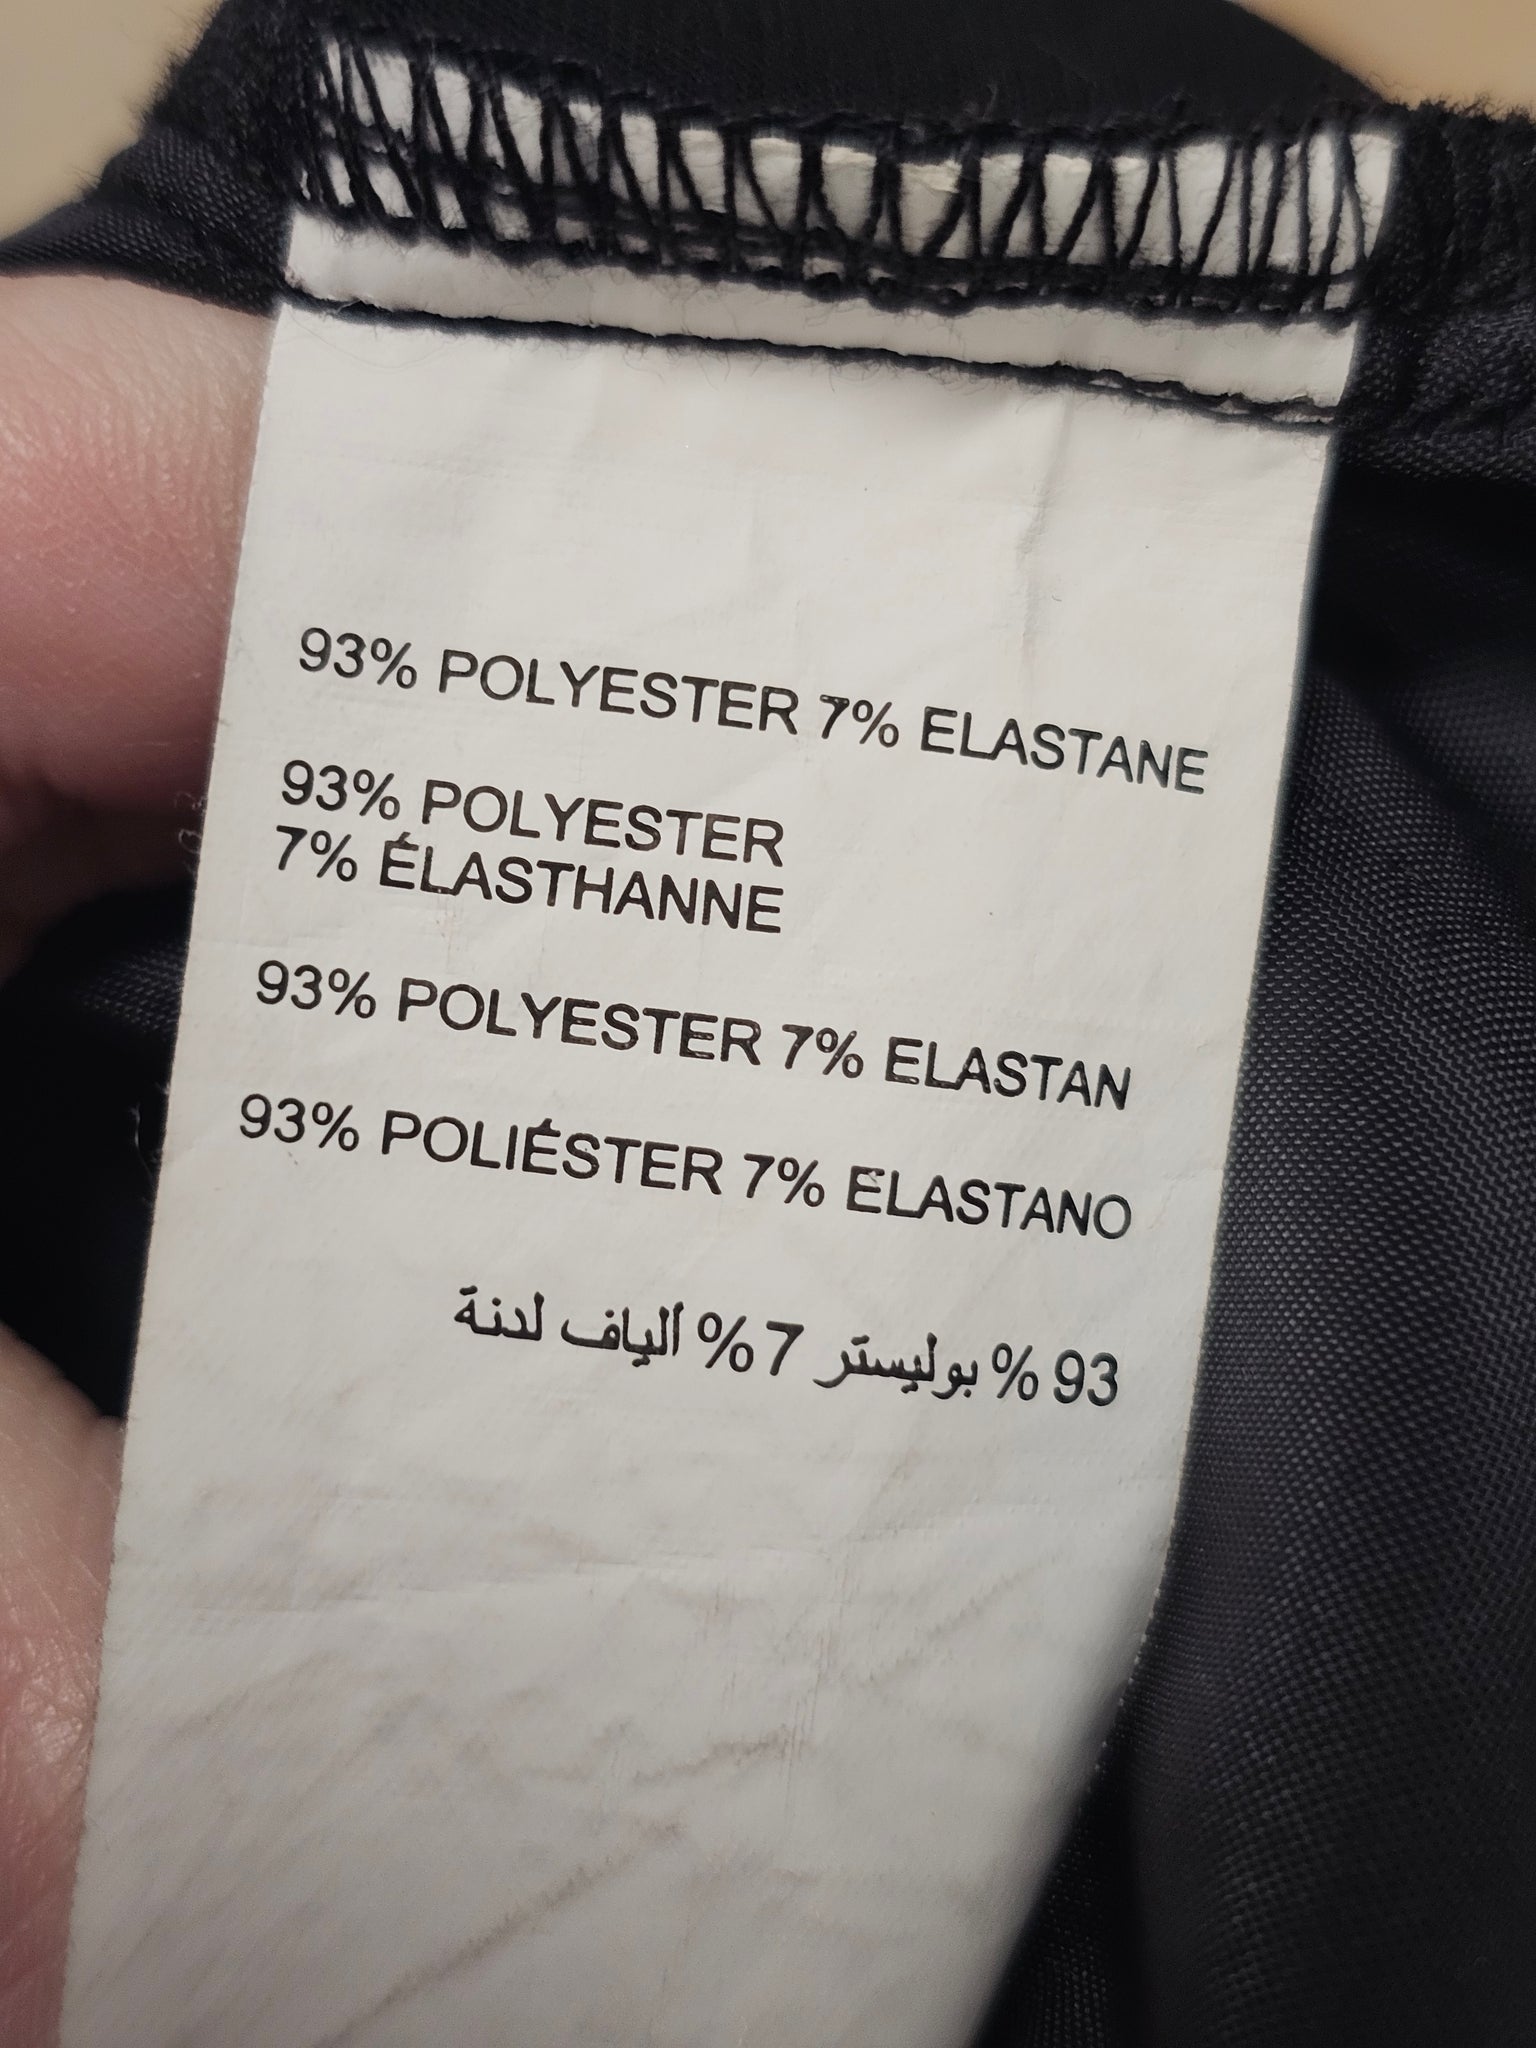 93% POLYESTER 7% ELASTANE
93% POLYESTER
7% ÉLASTHANNE
93% POLYESTER 7% ELASTAN
93% POLIÉSTER 7% ELASTANO
93 % بوليستر 7% ألياف لدنة